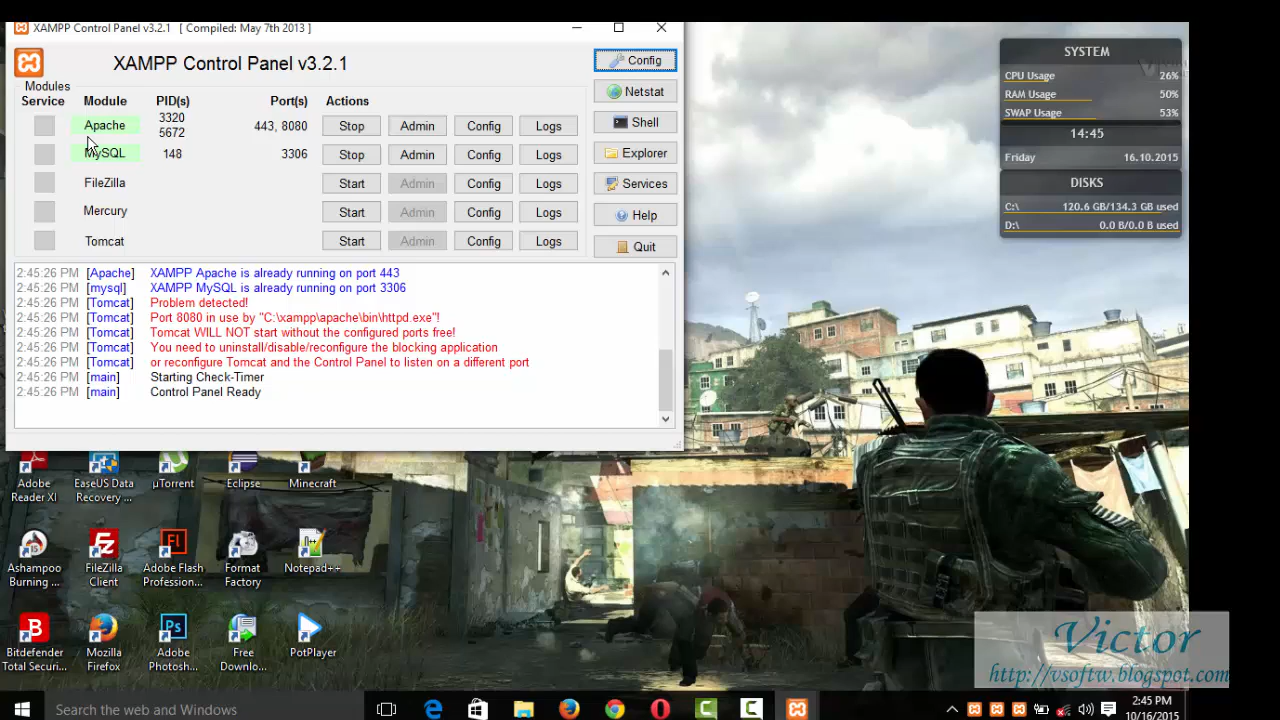 XAMPP Control Panel v3.2.1 [ Compiled: May 7th 2013 ]
XAMPP Control Panel v3.2.1
Config
Netstat
Shell
Explorer
Services
Help
Quit
Modules
Service Module PID(s) Port(s) Actions
Apache 3320 5672 443, 8080 Stop Admin Config Logs
MySQL 148 3306 Stop Admin Config Logs
FileZilla Start Admin Config Logs
Mercury Start Admin Config Logs
Tomcat Start Admin Config Logs
2:45:26 PM [Apache] XAMPP Apache is already running on port 443
2:45:26 PM [mysql] XAMPP MySQL is already running on port 3306
2:45:26 PM [Tomcat] Problem detected!
2:45:26 PM [Tomcat] Port 8080 in use by "C:\xampp\apache\bin\httpd.exe"!
2:45:26 PM [Tomcat] Tomcat WILL NOT start without the configured ports free!
2:45:26 PM [Tomcat] You need to uninstall/disable/reconfigure the blocking application
2:45:26 PM [Tomcat] or reconfigure Tomcat and the Control Panel to listen on a different port
2:45:26 PM [main] Starting Check-Timer
2:45:26 PM [main] Control Panel Ready
SYSTEM
CPU Usage 26%
RAM Usage 50%
SWAP Usage 53%
14:45
Friday 16.10.2015
DISKS
C:\ 120.6 GB/134.3 GB used
D:\ 0.0 B/0.0 B used
Adobe Reader XI
EaseUS Data Recovery ...
µTorrent
Eclipse
Minecraft
Ashampoo Burning ...
FileZilla Client
Adobe Flash Profession...
Format Factory
Notepad++
Bitdefender Total Securi...
Mozilla Firefox
Adobe Photosh...
Free Downlo...
PotPlayer
Victor
http://vsoftw.blogspot.com
Search the web and Windows
2:45 PM
10/16/2015